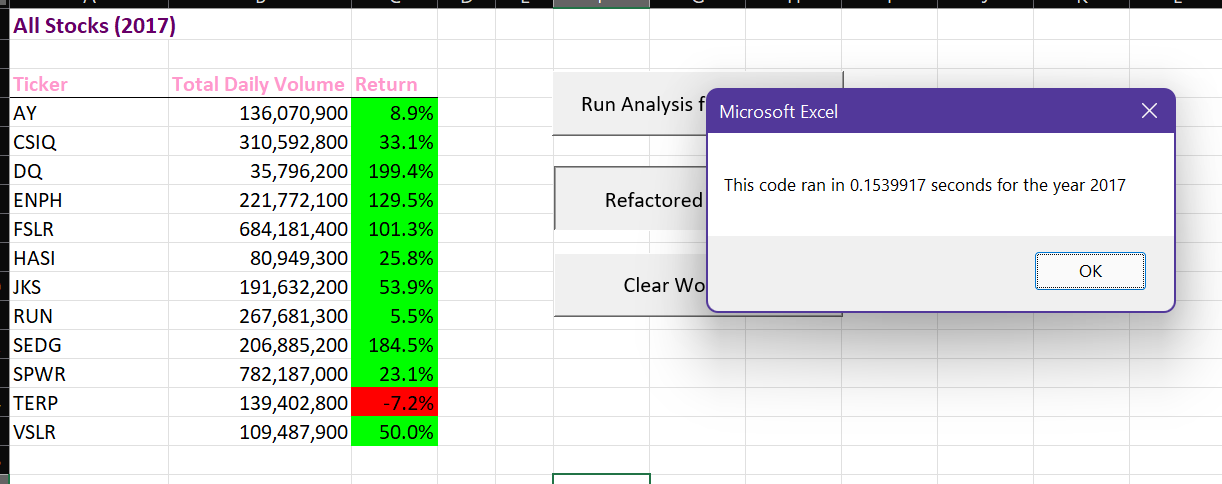 All Stocks (2017)
Ticker Total Daily Volume Return
AY 136,070,900 8.9%
CSIQ 310,592,800 33.1%
DQ 35,796,200 199.4%
ENPH 221,772,100 129.5%
FSLR 684,181,400 101.3%
HASI 80,949,300 25.8%
JKS 191,632,200 53.9%
RUN 267,681,300 5.5%
SEDG 206,885,200 184.5%
SPWR 782,187,000 23.1%
TERP 139,402,800 -7.2%
VSLR 109,487,900 50.0%
Run Analysis f
Refactored
Clear Wo
Microsoft Excel
This code ran in 0.1539917 seconds for the year 2017
OK